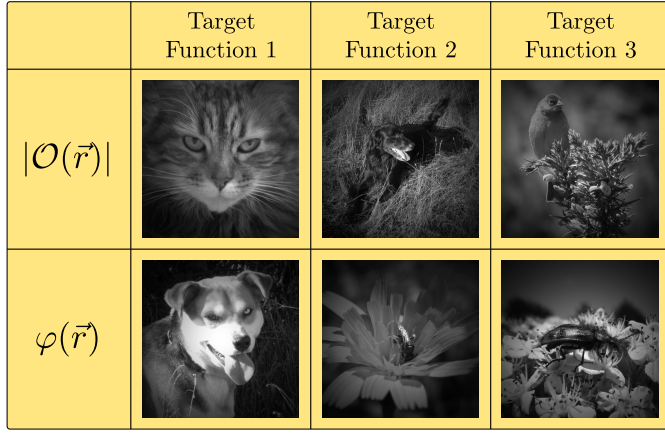 Target
Function 1
Target
Function 2
Target
Function 3
|𝒪(r⃗)|
φ(r⃗)